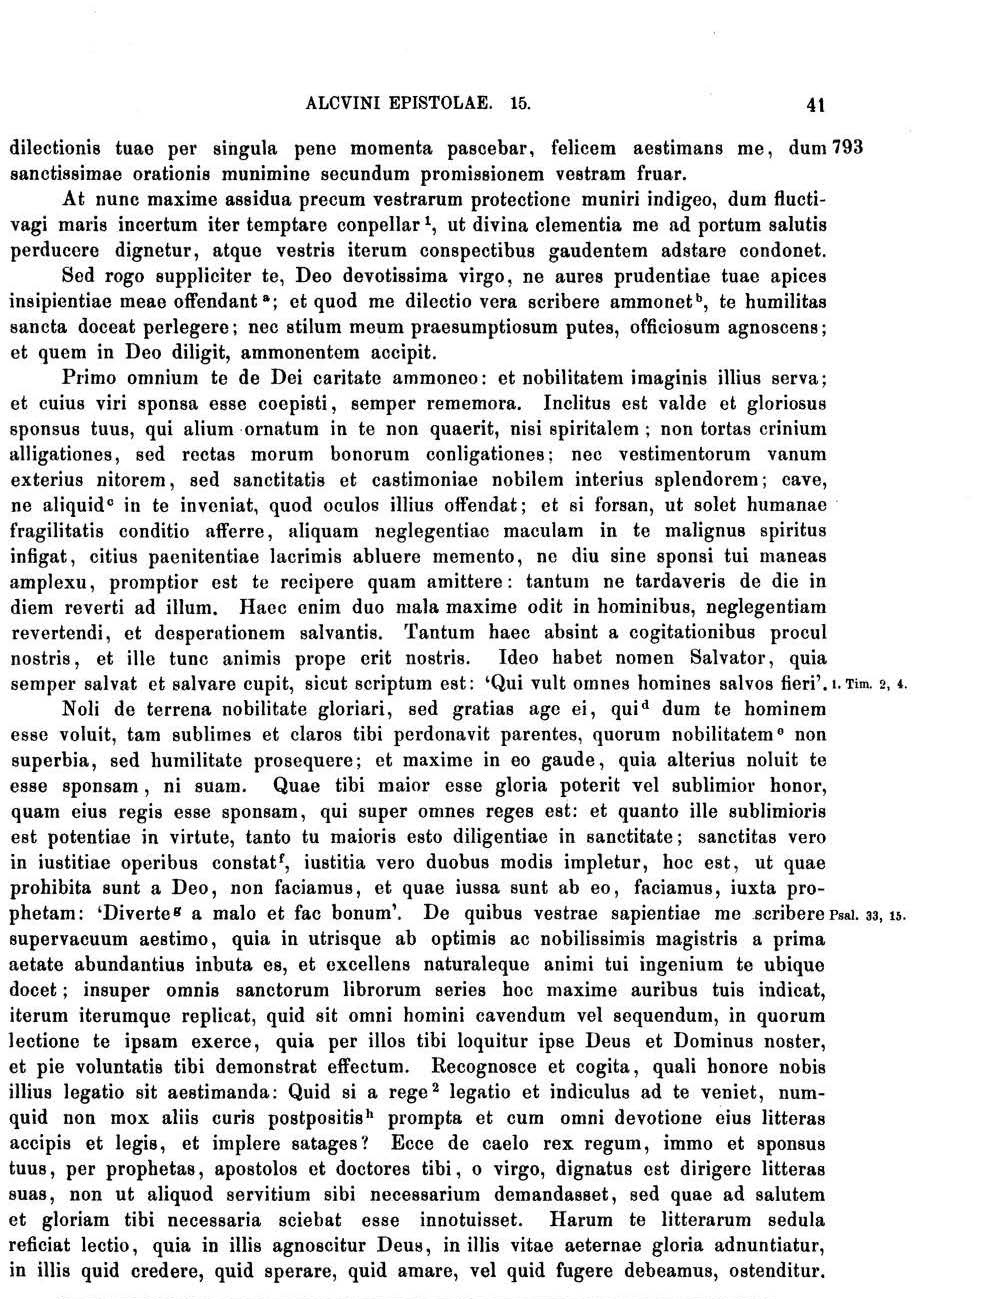 ALCVINI EPISTOLAE. 15. 41
dilectionis tuae per singula pene momenta pascebar, felicem aestimans me, dum 793
sanctissimae orationis munimine secundum promissionem vestram fruar.
At nunc maxime assidua precum vestrarum protectione muniri indigeo, dum flucti-
vagi maris incertum iter temptare conpellar ¹, ut divina clementia me ad portum salutis
perducere dignetur, atque vestris iterum conspectibus gaudentem adstare condonet.
Sed rogo suppliciter te, Deo devotissima virgo, ne aures prudentiae tuae apices
insipientiae meae offendant ᵃ; et quod me dilectio vera scribere ammonet ᵇ, te humilitas
sancta doceat perlegere; nec stilum meum praesumptiosum putes, officiosum agnoscens;
et quem in Deo diligit, ammonentem accipit.
Primo omnium te de Dei caritate ammoneo: et nobilitatem imaginis illius serva;
et cuius viri sponsa esse coepisti, semper rememora. Inclitus est valde et gloriosus
sponsus tuus, qui alium ornatum in te non quaerit, nisi spiritalem; non tortas crinium
alligationes, sed rectas morum bonorum conligationes; nec vestimentorum vanum
exterius nitorem, sed sanctitatis et castimoniae nobilem interius splendorem; cave,
ne aliquid ᶜ in te inveniat, quod oculos illius offendat; et si forsan, ut solet humanae
fragilitatis conditio afferre, aliquam neglegentiae maculam in te malignus spiritus
infigat, citius paenitentiae lacrimis abluere memento, ne diu sine sponsi tui maneas
amplexu, promptior est te recipere quam amittere: tantum ne tardaveris de die in
diem reverti ad illum. Haec enim duo mala maxime odit in hominibus, neglegentiam
revertendi, et desperationem salvantis. Tantum haec absint a cogitationibus procul
nostris, et ille tunc animis prope erit nostris. Ideo habet nomen Salvator, quia
semper salvat et salvare cupit, sicut scriptum est: ‘Qui vult omnes homines salvos fieri’. 1. Tim. 2, 4.
Noli de terrena nobilitate gloriari, sed gratias age ei, qui ᵈ dum te hominem
esse voluit, tam sublimes et claros tibi perdonavit parentes, quorum nobilitatem ᵉ non
superbia, sed humilitate prosequere; et maxime in eo gaude, quia alterius noluit te
esse sponsam, ni suam. Quae tibi maior esse gloria poterit vel sublimior honor,
quam eius regis esse sponsam, qui super omnes reges est: et quanto ille sublimioris
est potentiae in virtute, tanto tu maioris esto diligentiae in sanctitate; sanctitas vero
in iustitiae operibus constat ᶠ, iustitia vero duobus modis impletur, hoc est, ut quae
prohibita sunt a Deo, non faciamus, et quae iussa sunt ab eo, faciamus, iuxta pro-
phetam: ‘Diverte ᵍ a malo et fac bonum’. De quibus vestrae sapientiae me scribere Psal. 33, 15.
supervacuum aestimo, quia in utrisque ab optimis ac nobilissimis magistris a prima
aetate abundantius inbuta es, et excellens naturaleque animi tui ingenium te ubique
docet; insuper omnis sanctorum librorum series hoc maxime auribus tuis indicat,
iterum iterumque replicat, quid sit omni homini cavendum vel sequendum, in quorum
lectione te ipsam exerce, quia per illos tibi loquitur ipse Deus et Dominus noster,
et pie voluntatis tibi demonstrat effectum. Recognosce et cogita, quali honore nobis
illius legatio sit aestimanda: Quid si a rege ² legatio et indiculus ad te veniet, num-
quid non mox aliis curis postpositis ʰ prompta et cum omni devotione eius litteras
accipis et legis, et implere satages? Ecce de caelo rex regum, immo et sponsus
tuus, per prophetas, apostolos et doctores tibi, o virgo, dignatus est dirigere litteras
suas, non ut aliquod servitium sibi necessarium demandasset, sed quae ad salutem
et gloriam tibi necessaria sciebat esse innotuisset. Harum te litterarum sedula
reficiat lectio, quia in illis agnoscitur Deus, in illis vitae aeternae gloria adnuntiatur,
in illis quid credere, quid sperare, quid amare, vel quid fugere debeamus, ostenditur.